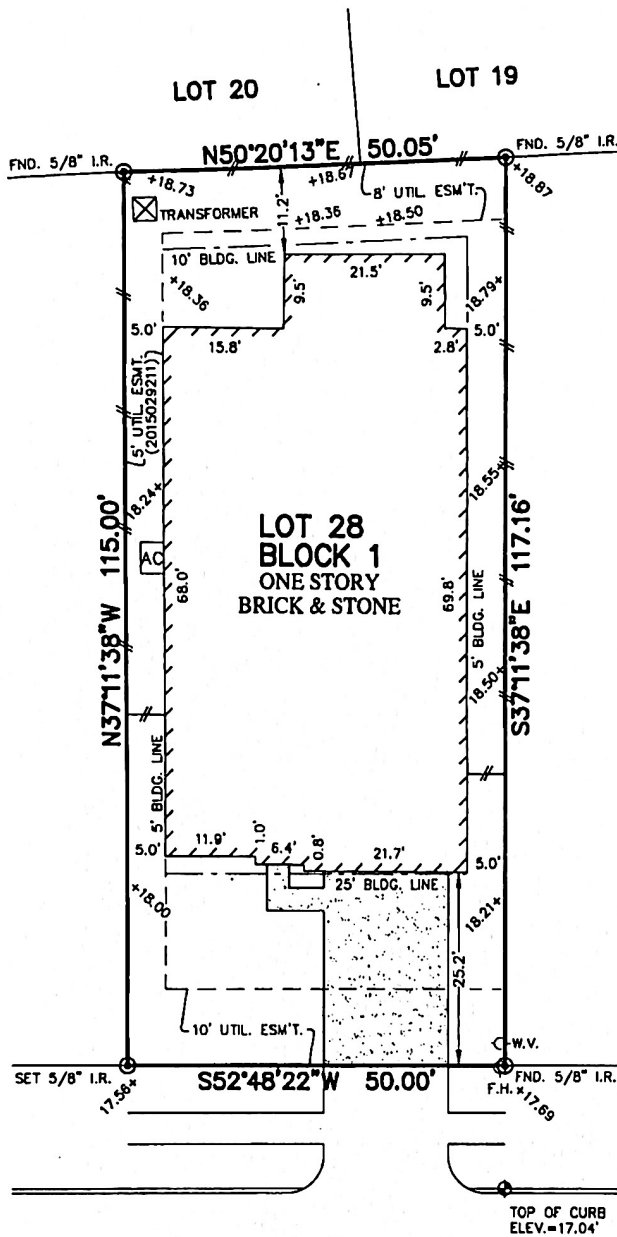 LOT 20
LOT 19
N50°20'13"E 50.05'
FND. 5/8" I.R.
FND. 5/8" I.R.
+18.73
+18.67
+18.87
8' UTIL. ESM'T.
TRANSFORMER
11.2'
+18.36
+18.50
10' BLDG. LINE
21.5'
+18.36
9.5'
9.5'
18.79+
5.0'
5.0'
15.8'
2.8'
5' UTIL. ESMT.
(2015029211)
18.24+
18.55+
N37°11'38"W 115.00'
S37°11'38"E 117.16'
LOT 28
BLOCK 1
ONE STORY
BRICK & STONE
AC
68.0'
69.8'
5' BLDG. LINE
18.50+
5' BLDG. LINE
11.9'
1.0'
6.4'
0.8'
21.7'
5.0'
5.0'
25' BLDG. LINE
+18.00
18.21+
25.2'
10' UTIL. ESM'T.
W.V.
SET 5/8" I.R.
S52°48'22"W 50.00'
FND. 5/8" I.R.
17.56+
F.H.
+17.69
TOP OF CURB
ELEV.=17.04'